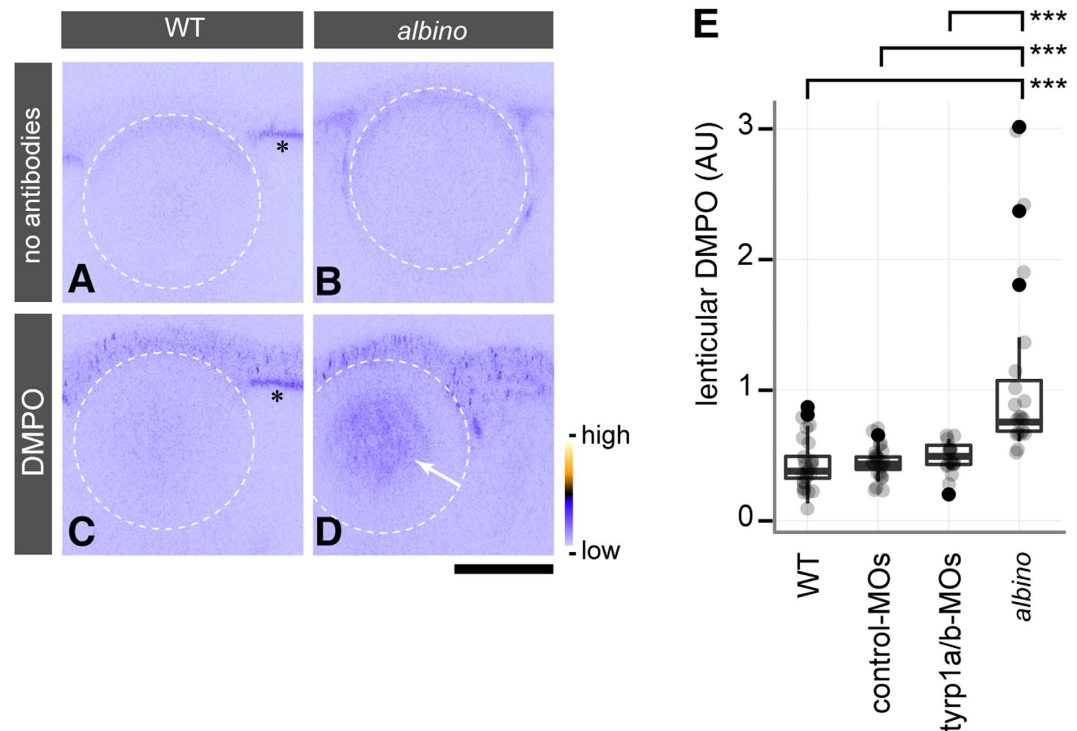 WT
albino
no antibodies
A
*
B
DMPO
C
*
D
high
low
E
***
***
***
lenticular DMPO (AU)
3
2
1
0
WT
control-MOs
tyrp1a/b-MOs
albino